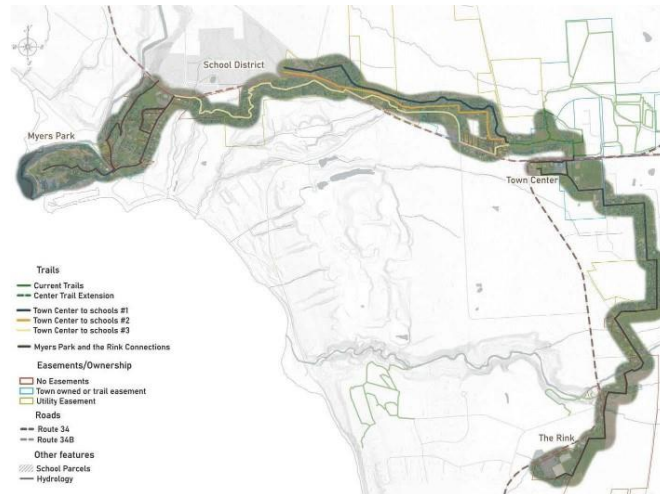 School District
Myers Park
Town Center
Trails
Current Trails
Center Trail Extension
Town Center to schools #1
Town Center to schools #2
Town Center to schools #3
Myers Park and the Rink Connections
Easements/Ownership
No Easements
Town owned or trail easement
Utility Easement
Roads
Route 34
Route 34B
Other features
School Parcels
Hydrology
The Rink